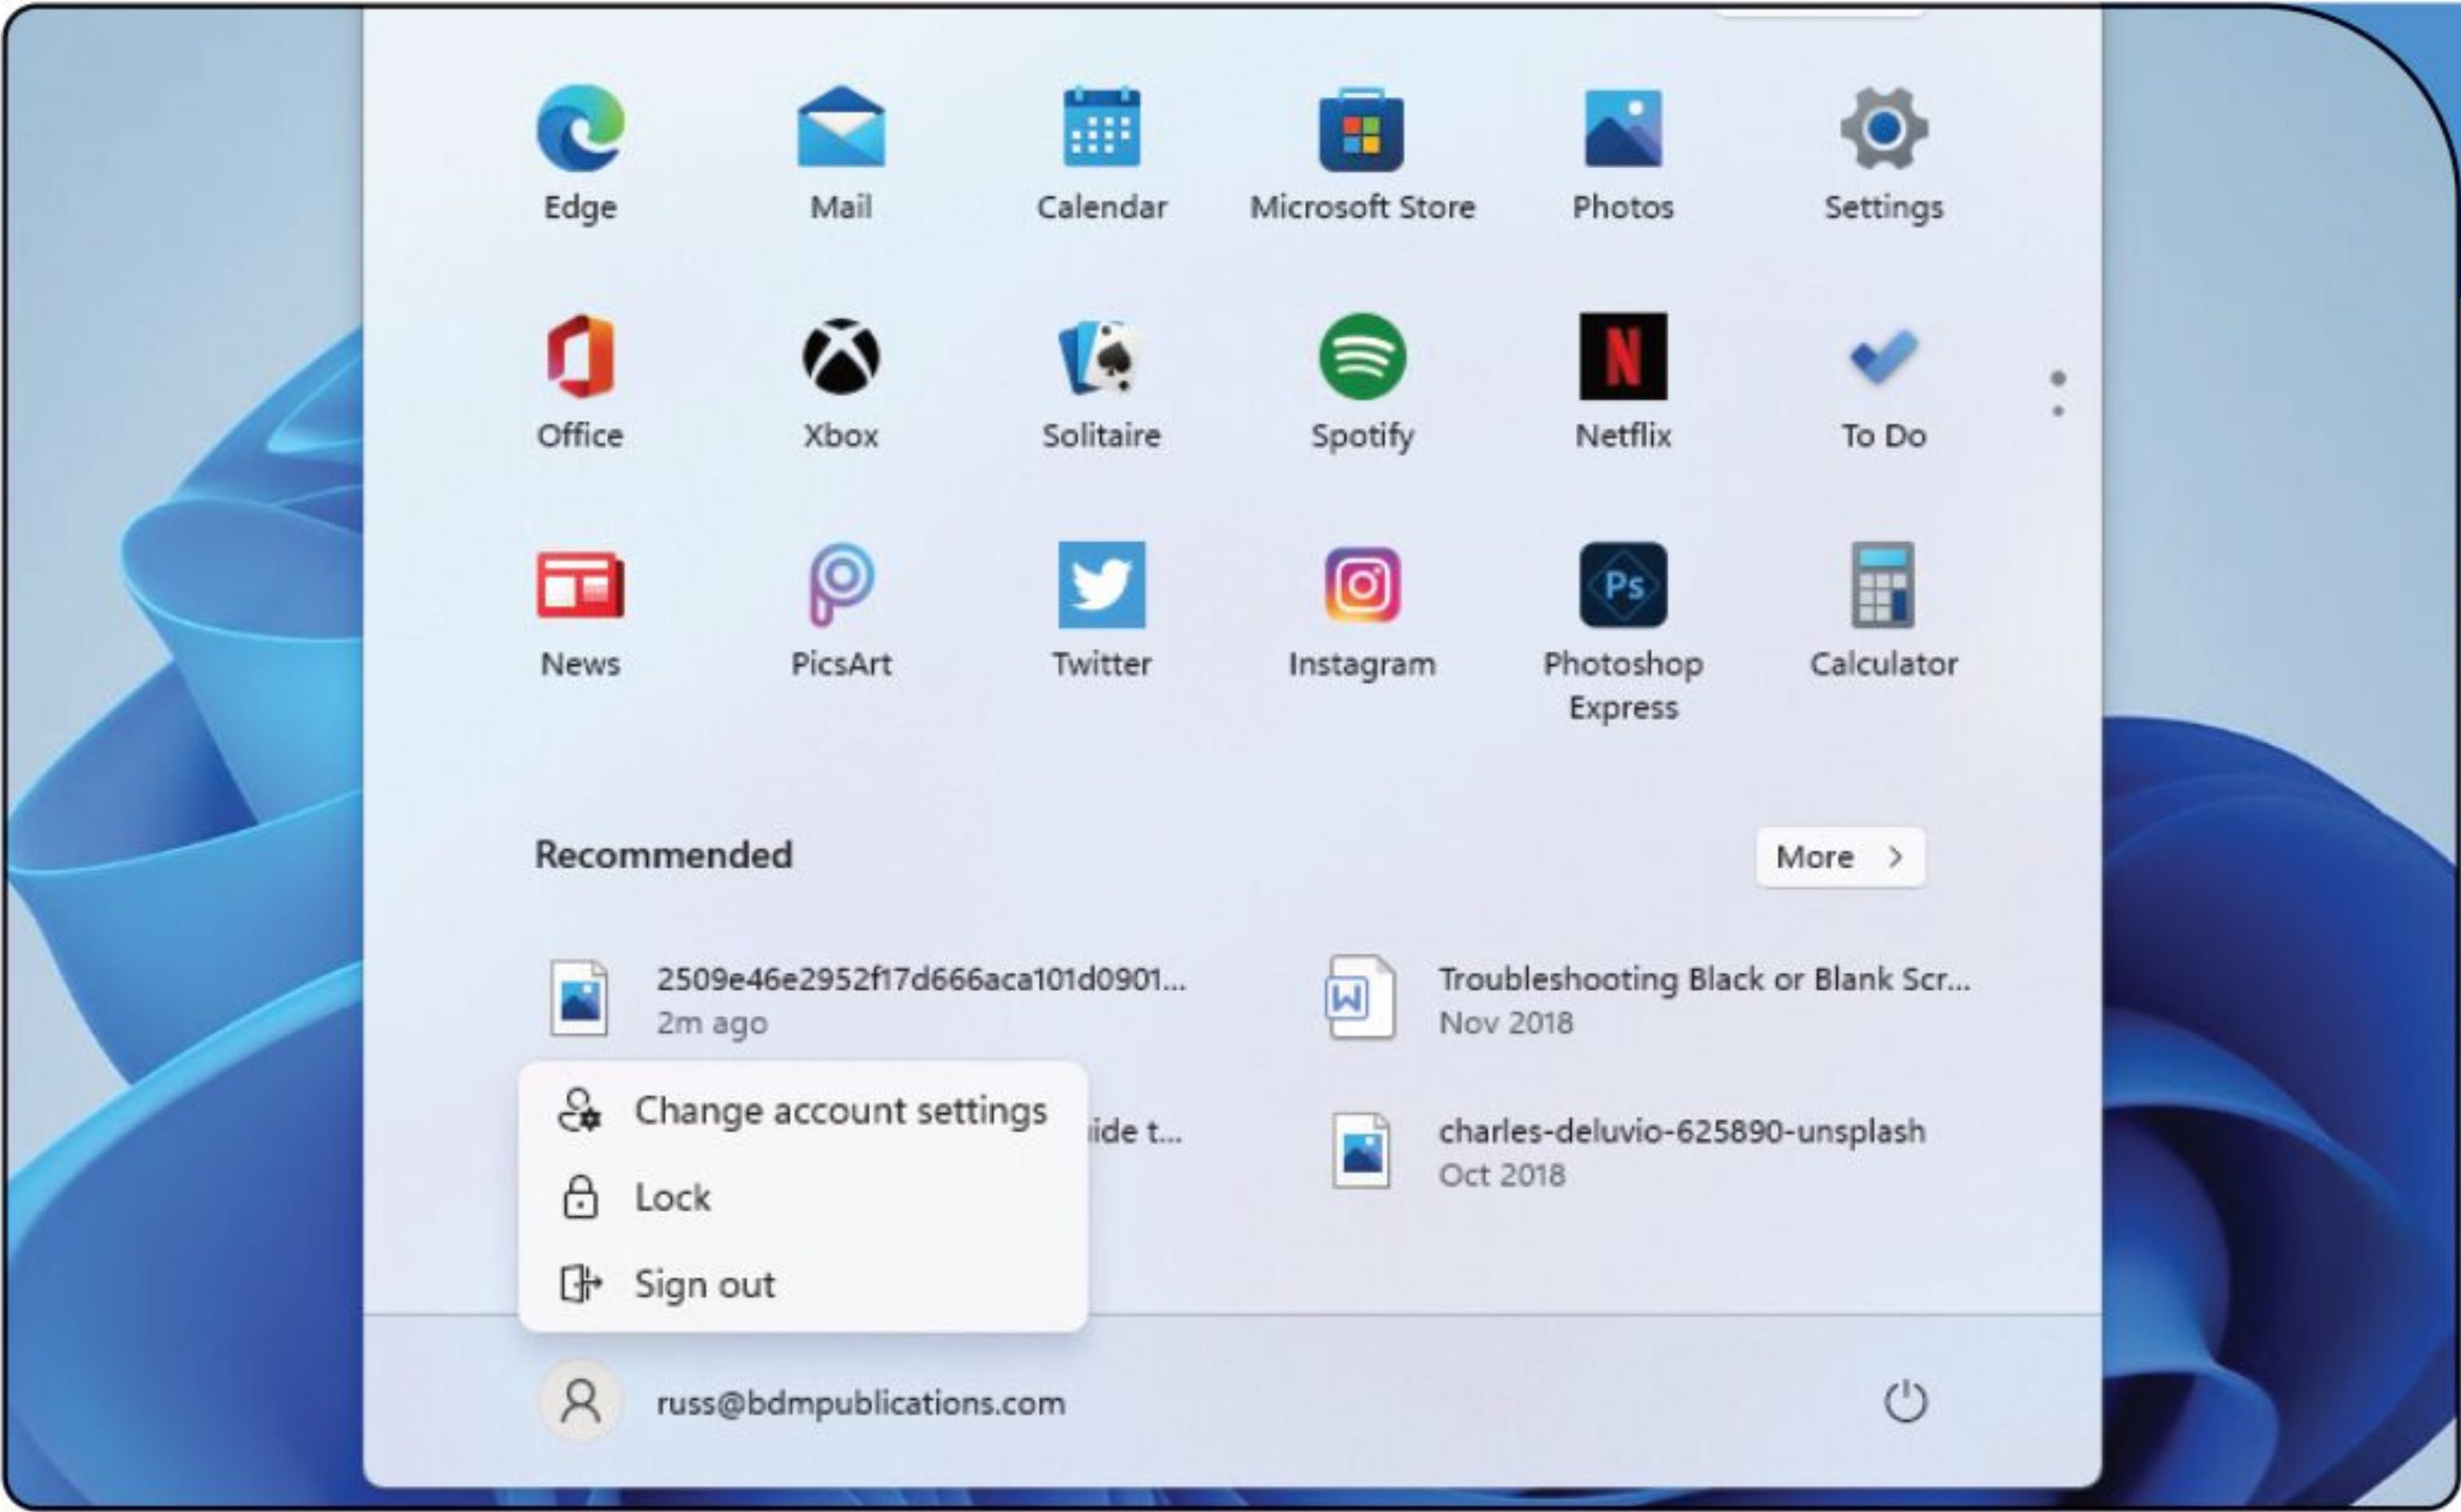 Edge
Mail
Calendar
Microsoft Store
Photos
Settings
Office
Xbox
Solitaire
Spotify
Netflix
To Do
News
PicsArt
Twitter
Instagram
Ps
Photoshop
Express
Calculator
Recommended
More
2509e46e2952f17d666aca101d0901...
2m ago
Troubleshooting Black or Blank Scr...
Nov 2018
t...
charles-deluvio-625890-unsplash
Oct 2018
Change account settings
Lock
Sign out
russ@bdmpublications.com